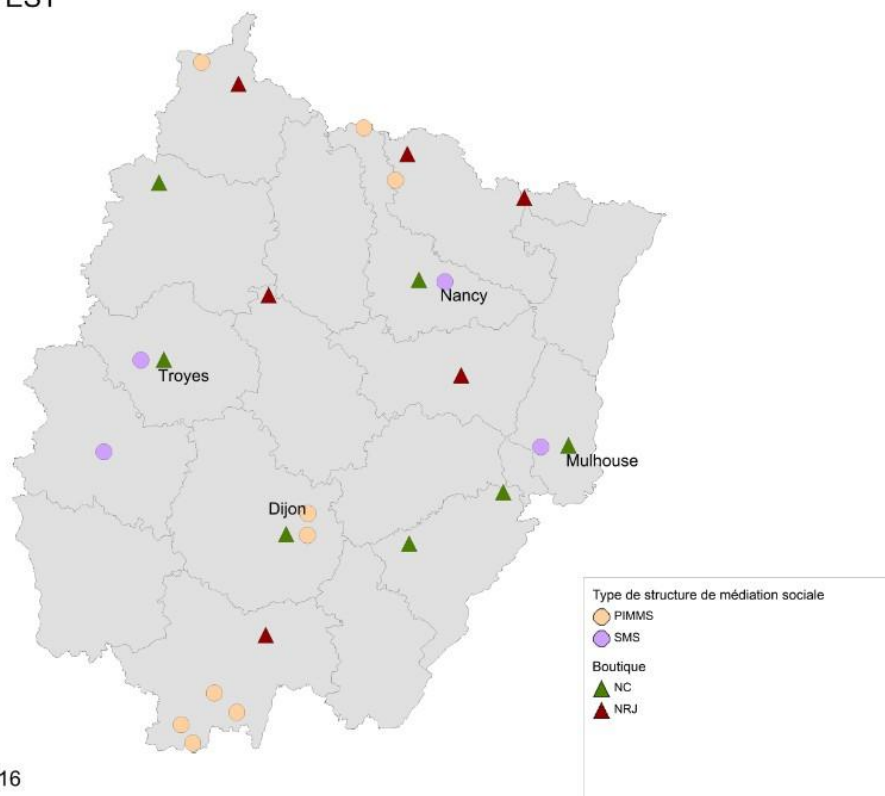 EST
Nancy
Troyes
Mulhouse
Dijon
Type de structure de médiation sociale
PIMMS
SMS
Boutique
NC
NRJ
16